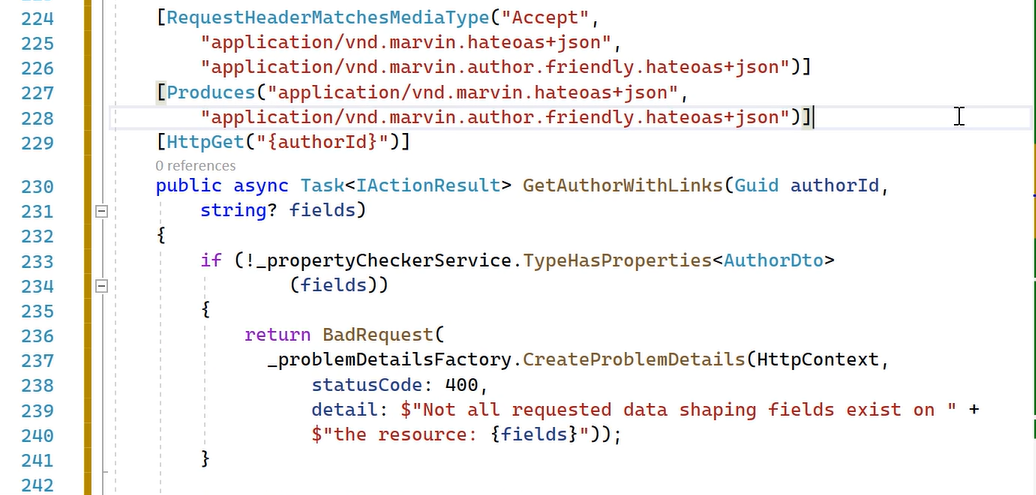 224 [RequestHeaderMatchesMediaType("Accept",
225 "application/vnd.marvin.hateoas+json",
226 "application/vnd.marvin.author.friendly.hateoas+json")]
227 [Produces("application/vnd.marvin.hateoas+json",
228 "application/vnd.marvin.author.friendly.hateoas+json")]
229 [HttpGet("{authorId}")]
0 references
230 public async Task<IActionResult> GetAuthorWithLinks(Guid authorId,
231 string? fields)
232 {
233 if (!_propertyCheckerService.TypeHasProperties<AuthorDto>
234 (fields))
235 {
236 return BadRequest(
237 _problemDetailsFactory.CreateProblemDetails(HttpContext,
238 statusCode: 400,
239 detail: $"Not all requested data shaping fields exist on " +
240 $"the resource: {fields}"));
241 }
242